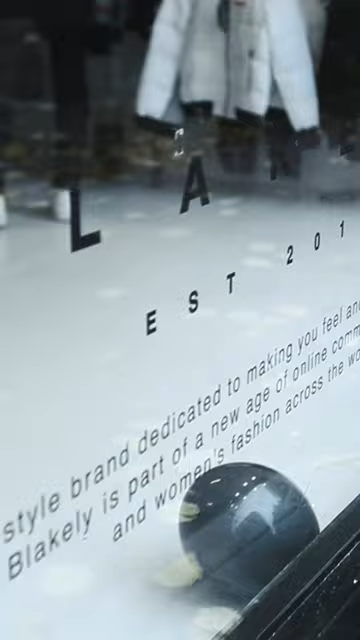 L A
EST 201
style brand dedicated to making you feel and
Blakely is part of a new age of online comm
and women's fashion across the wo